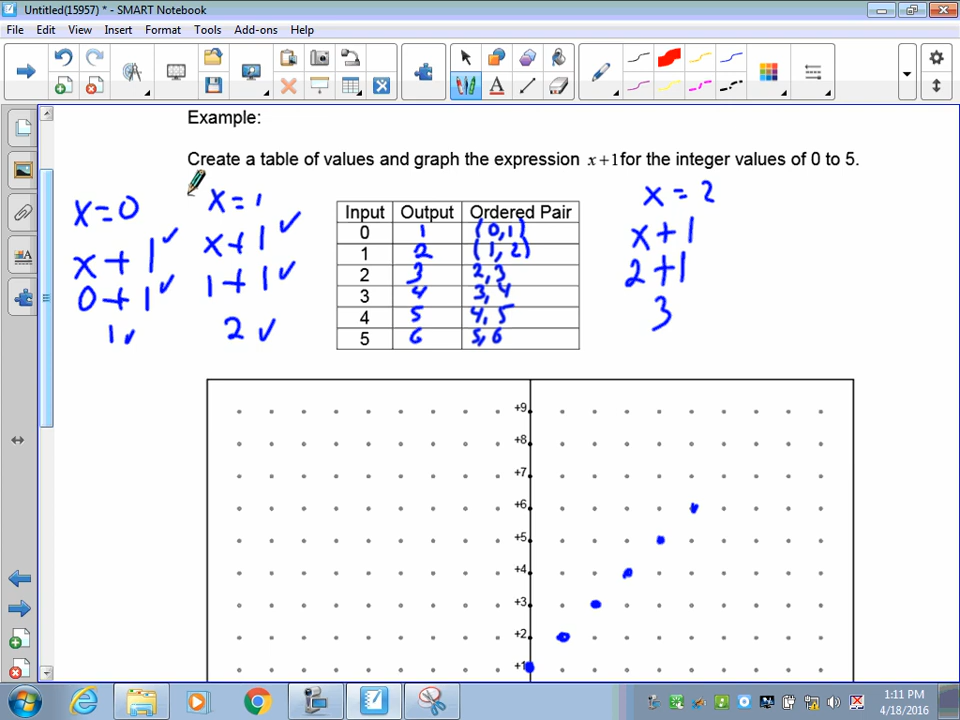 Untitled(15957) * - SMART Notebook
File Edit View Insert Format Tools Add-ons Help
Example:
Create a table of values and graph the expression x+1 for the integer values of 0 to 5.
x=0
x+1
0+1
1
x=1
x+1
1+1
2
Input Output Ordered Pair
0 1 (0,1)
1 2 (1,2)
2 3 2,3
3 4 3,4
4 5 4,5
5 6 5,6
x=2
x+1
2+1
3
+9
+8
+7
+6
+5
+4
+3
+2
+1
1:11 PM
4/18/2016